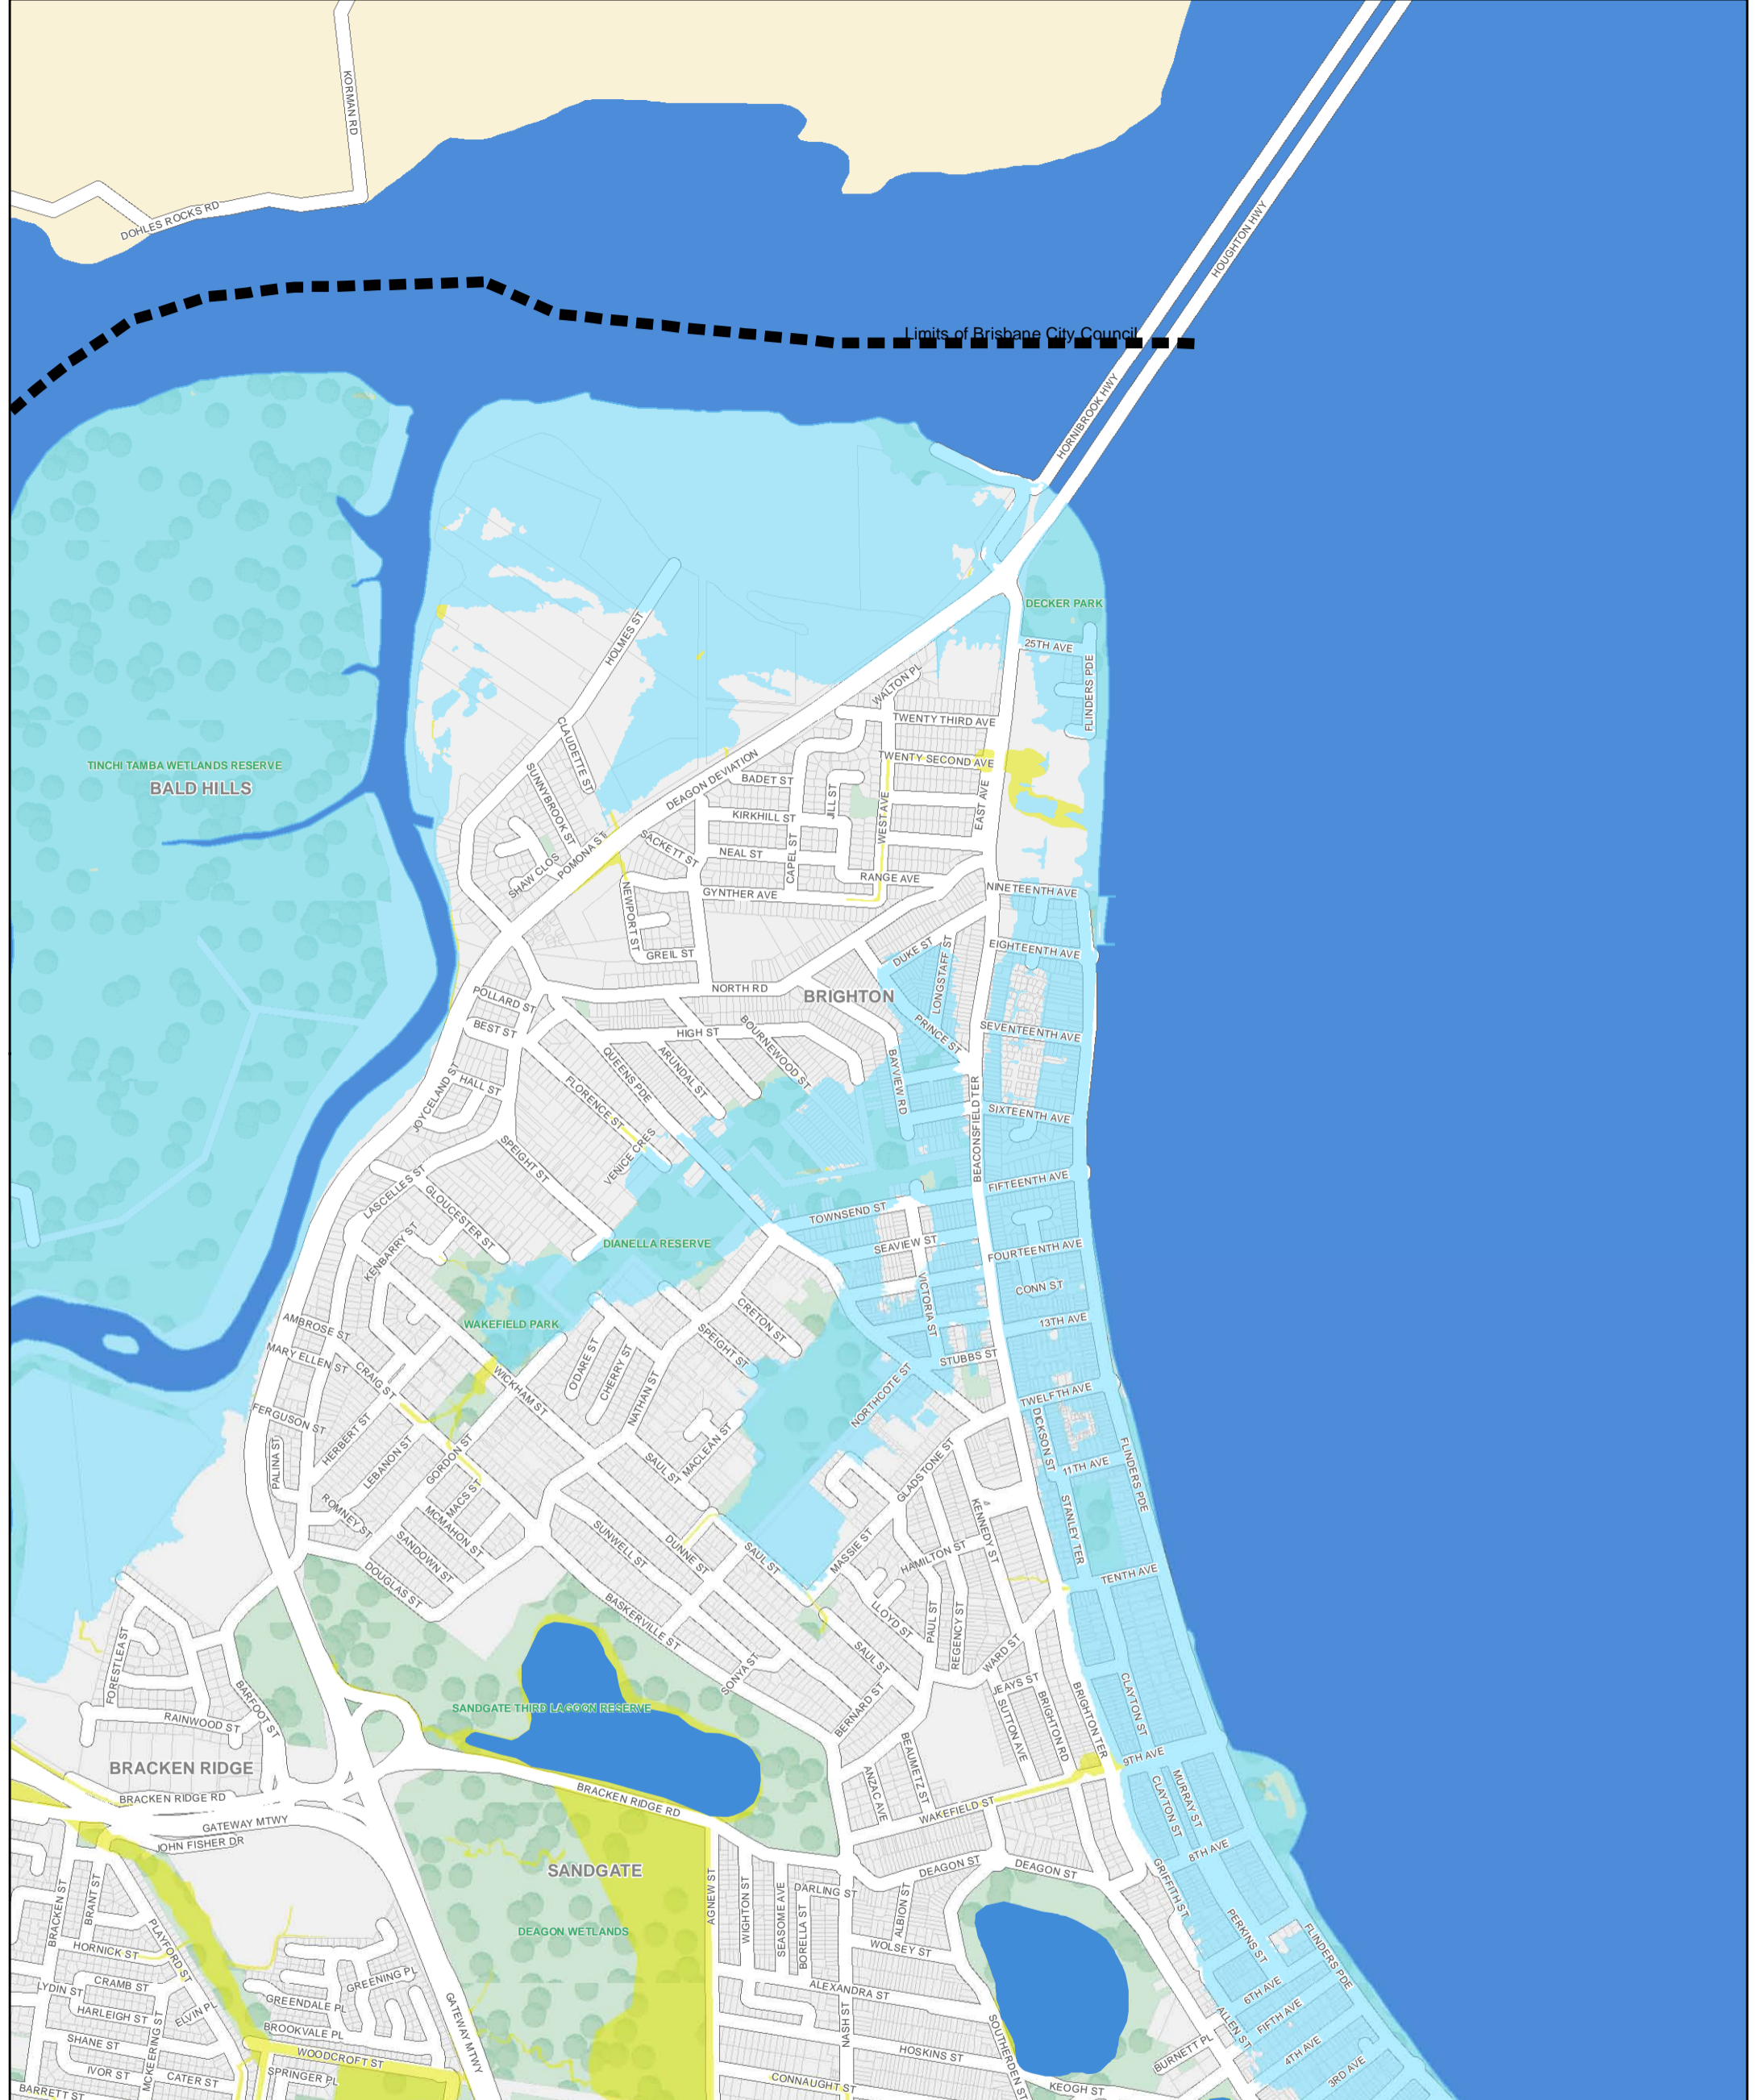 KORMAN RD
DOHLES ROCKS RD
HOUGHTON HWY
Limits of Brisbane City Council
HORNIBROOK HWY
DECKER PARK
25TH AVE
HOLMES ST
FLINDERS PDE
WALTON PL
TWENTY THIRD AVE
CLAUDETTE ST
TWENTY SECOND AVE
TINCHI TAMBA WETLANDS RESERVE
BALD HILLS
SUNNYBROOK ST
DEAGON DEVIATION
BADET ST
JILL ST
EAST AVE
WEST AVE
KIRKHILL ST
SACKETT ST
POMONA ST
NEAL ST
CAPEL ST
SHAW CLOS
RANGE AVE
NINETEENTH AVE
GYNTHER AVE
NEWPORT ST
DUKE ST
EIGHTEENTH AVE
GREIL ST
LONGSTAFF ST
NORTH RD
BRIGHTON
POLLARD ST
BEST ST
HIGH ST
BOURNEWOOD ST
PRINCE ST
SEVENTEENTH AVE
QUEENS PDE
ARUNDAL ST
BAYVIEW RD
JOYCELAND ST
HALL ST
FLORENCE ST
BEACONSFIELD TER
SIXTEENTH AVE
SPEIGHT ST
VENICE CRES
FIFTEENTH AVE
LASCELLES ST
GLOUCESTER ST
TOWNSEND ST
DIANELLA RESERVE
SEAVIEW ST
FOURTEENTH AVE
KENBARRY ST
VICTORIA ST
CONN ST
WAKEFIELD PARK
CRETON ST
13TH AVE
AMBROSE ST
SPEIGHT ST
MARY ELLEN ST
CRAIG ST
ODARE ST
CHERRY ST
STUBBS ST
WICKHAM ST
NATHAN ST
NORTHCOTE ST
TWELFTH AVE
FERGUSON ST
HERBERT ST
DICKSON ST
PALINA ST
LEBANON ST
GORDON ST
SAUL ST
MACLEAN ST
GLADSTONE ST
11TH AVE
FLINDERS PDE
ROMNEY ST
MACS ST
MCMAHON ST
KENNEDY ST
STANLEY TER
SANDOWN ST
SUNWELL ST
DUNNE ST
SAUL ST
MASSIE ST
HAMILTON ST
TENTH AVE
DOUGLAS ST
BASKERVILLE ST
LLOYD ST
PAUL ST
REGENCY ST
FORESTLEA ST
SAUL ST
WARD ST
SONYA ST
JEAYS ST
BARFOOT ST
BERNARD ST
SUTTON AVE
BRIGHTON RD
BRIGHTON TER
CLAYTON ST
SANDGATE THIRD LAGOON RESERVE
RAINWOOD ST
BEAUMETZ ST
9TH AVE
BRACKEN RIDGE
ANZAC AVE
CLAYTON ST
MURRAY ST
BRACKEN RIDGE RD
BRACKEN RIDGE RD
WAKEFIELD ST
GATEWAY MTWY
JOHN FISHER DR
8TH AVE
SANDGATE
DEAGON ST
DEAGON ST
GRIFFITH ST
BRACKEN ST
BRANT ST
AGNEW ST
WIGHTON ST
SEASOME AVE
DARLING ST
BORELLA ST
ALBION ST
DEAGON WETLANDS
PLAYFORD ST
PERKINS ST
FLINDERS PDE
HORNICK ST
WOLSEY ST
CRAMB ST
GREENING PL
LYDIN ST
ALEXANDRA ST
6TH AVE
GREENDALE PL
HARLEIGH ST
ELVIN PL
GATEWAY MTWY
NASH ST
FIFTH AVE
ALLEN ST
BROOKVALE PL
SHANE ST
MCKEERING ST
WOODCROFT ST
HOSKINS ST
SOUTHERDEN ST
BURNETT PL
4TH AVE
IVOR ST
CATER ST
SPRINGER PL
CONNAUGHT ST
3RD AVE
BARRETT ST
KEOGH ST